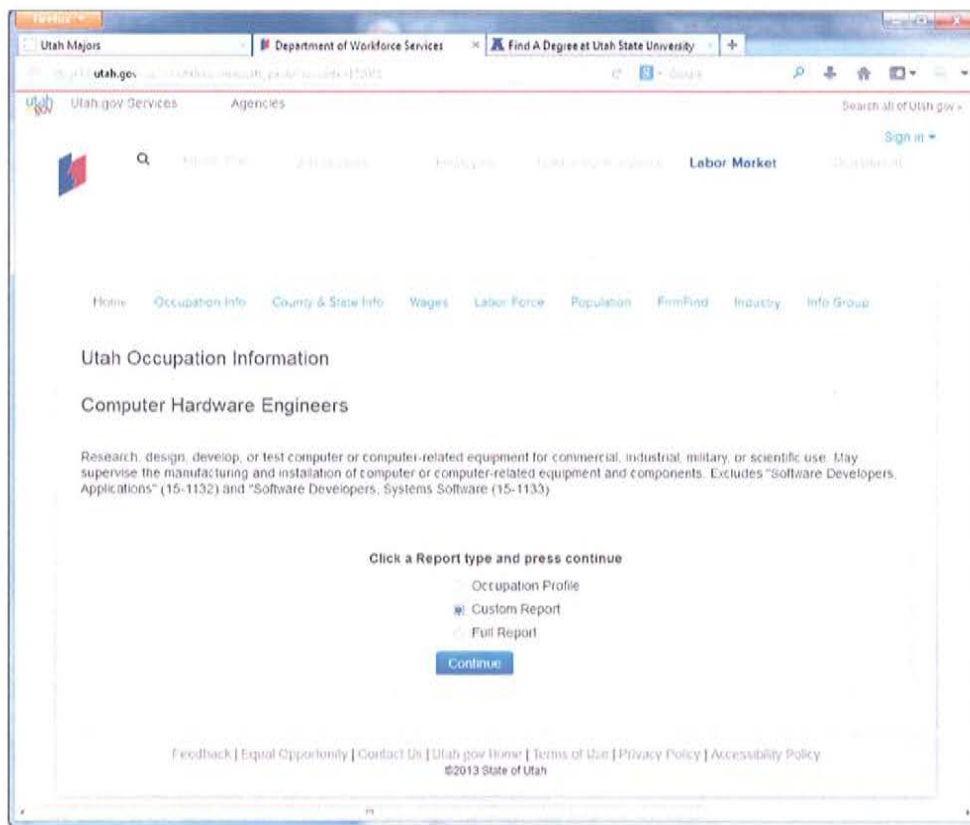 Firefox
Utah Majors
Department of Workforce Services
Find A Degree at Utah State University
utah.gov
Google
utah gov
Utah.gov Services Agencies
Search all of Utah.gov »
Sign in
Labor Market
Home Occupation Info County & State Info Wages Labor Force Population FirmFind Industry Info Group
Utah Occupation Information
Computer Hardware Engineers
Research, design, develop, or test computer or computer-related equipment for commercial, industrial, military, or scientific use. May
supervise the manufacturing and installation of computer or computer-related equipment and components. Excludes "Software Developers,
Applications" (15-1132) and "Software Developers, Systems Software (15-1133)
Click a Report type and press continue
Occupation Profile
Custom Report
Full Report
Continue
Feedback | Equal Opportunity | Contact Us | Utah.gov Home | Terms of Use | Privacy Policy | Accessibility Policy
©2013 State of Utah